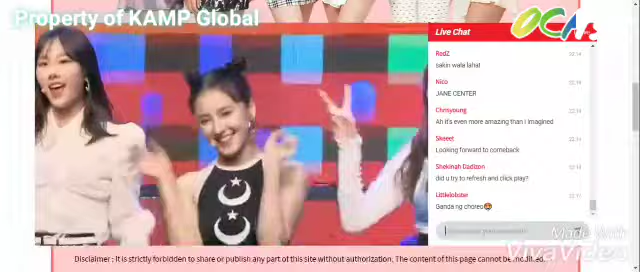 Property of KAMP Global
OCA
Live Chat
RedZ
sakin wala lahat
Nico
JANE CENTER
Chrisyoung
Ah it's even more amazing than i imagined
Skeeet
Looking forward to comeback
Shekinah Dadizon
did u try to refresh and click play?
Littlelobster
Ganda ng choreo😍
Made With
VivaVideo
Disclaimer : It is strictly forbidden to share or publish any part of this site without authorization. The content of this page cannot be modified.